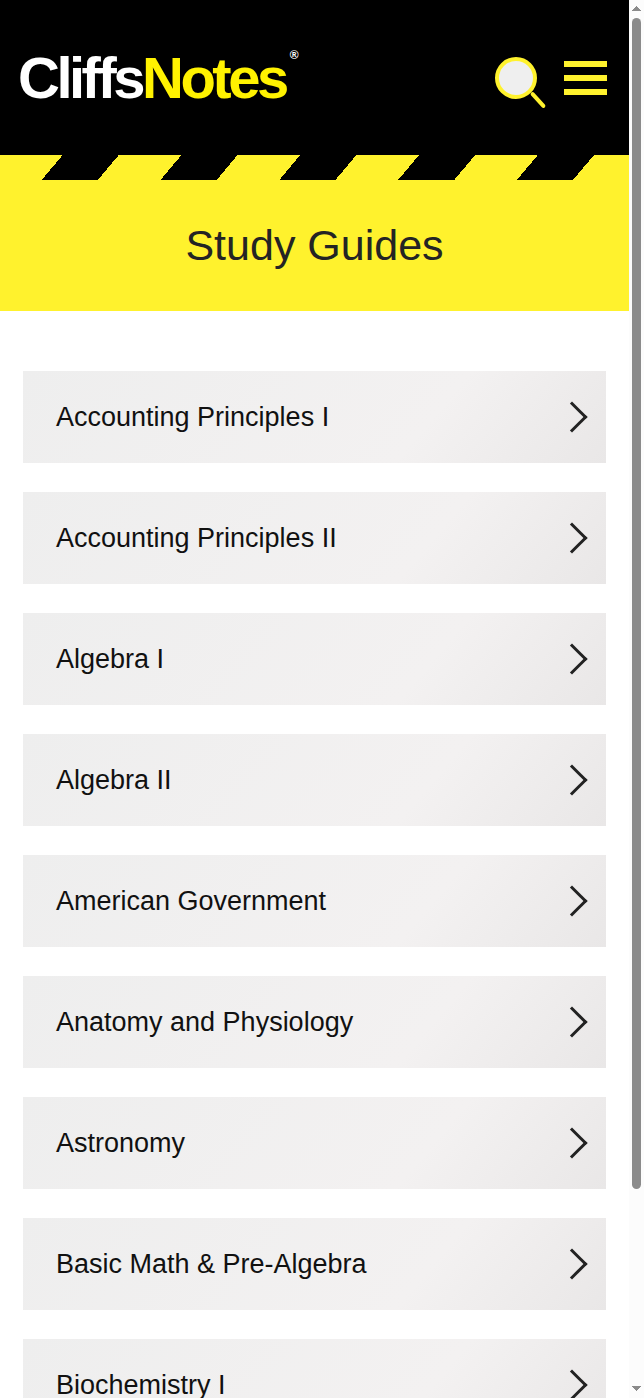 CliffsNotes®
Study Guides
Accounting Principles I
Accounting Principles II
Algebra I
Algebra II
American Government
Anatomy and Physiology
Astronomy
Basic Math & Pre-Algebra
Biochemistry I